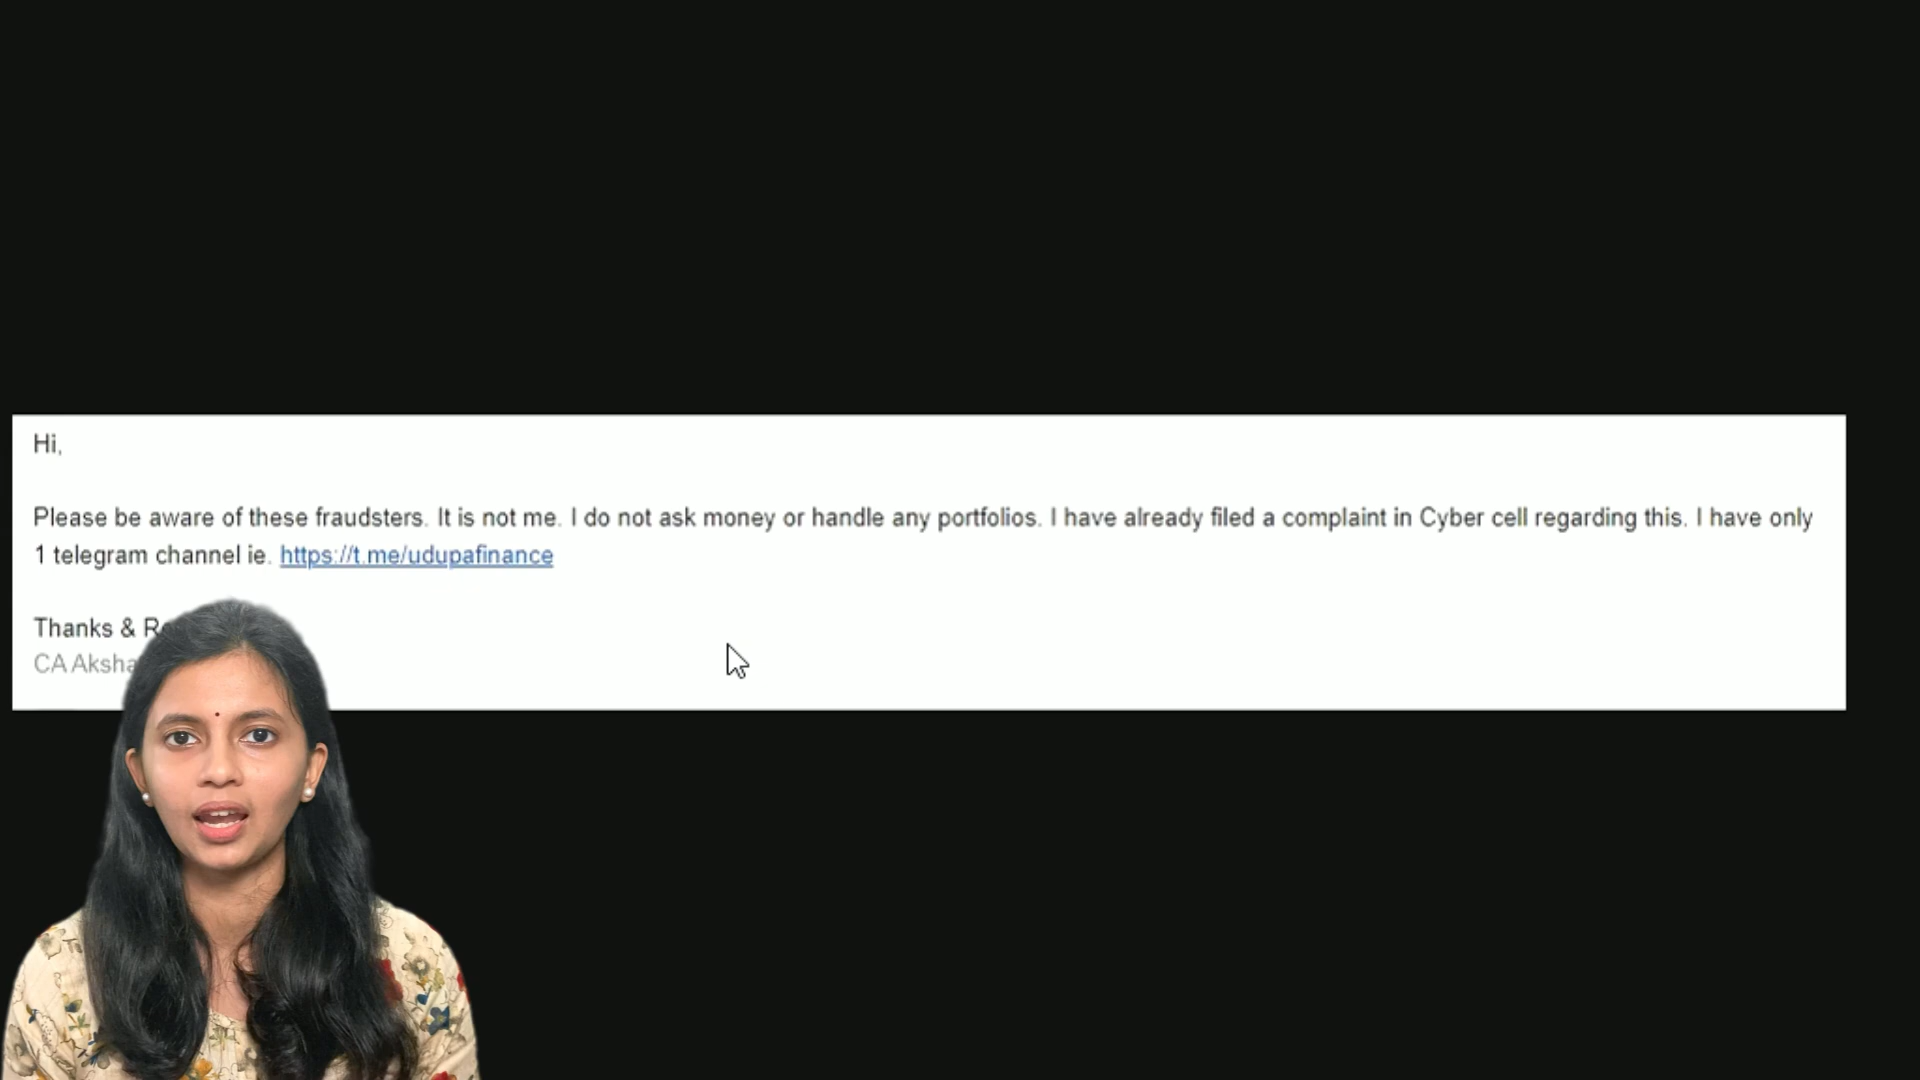 Hi,
Please be aware of these fraudsters. It is not me. I do not ask money or handle any portfolios. I have already filed a complaint in Cyber cell regarding this. I have only
1 telegram channel ie. https://t.me/udupafinance
Thanks &
CA